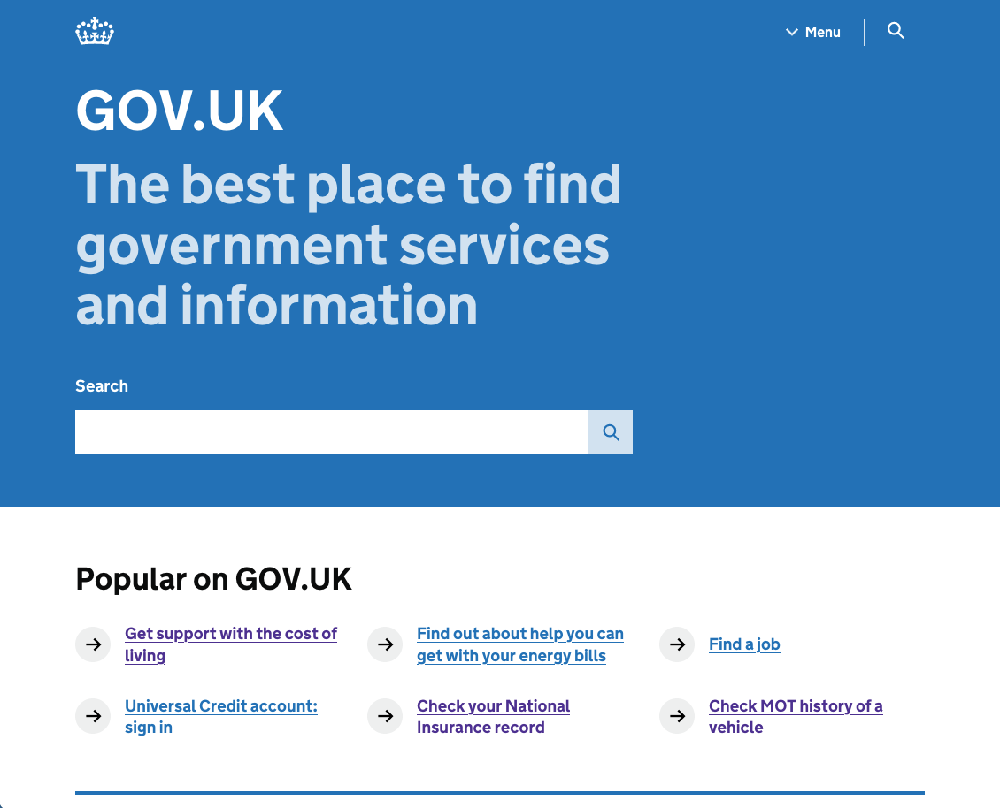 Menu
GOV.UK
The best place to find
government services
and information
Search
Popular on GOV.UK
Get support with the cost of
living
Find out about help you can
get with your energy bills
Find a job
Universal Credit account:
sign in
Check your National
Insurance record
Check MOT history of a
vehicle